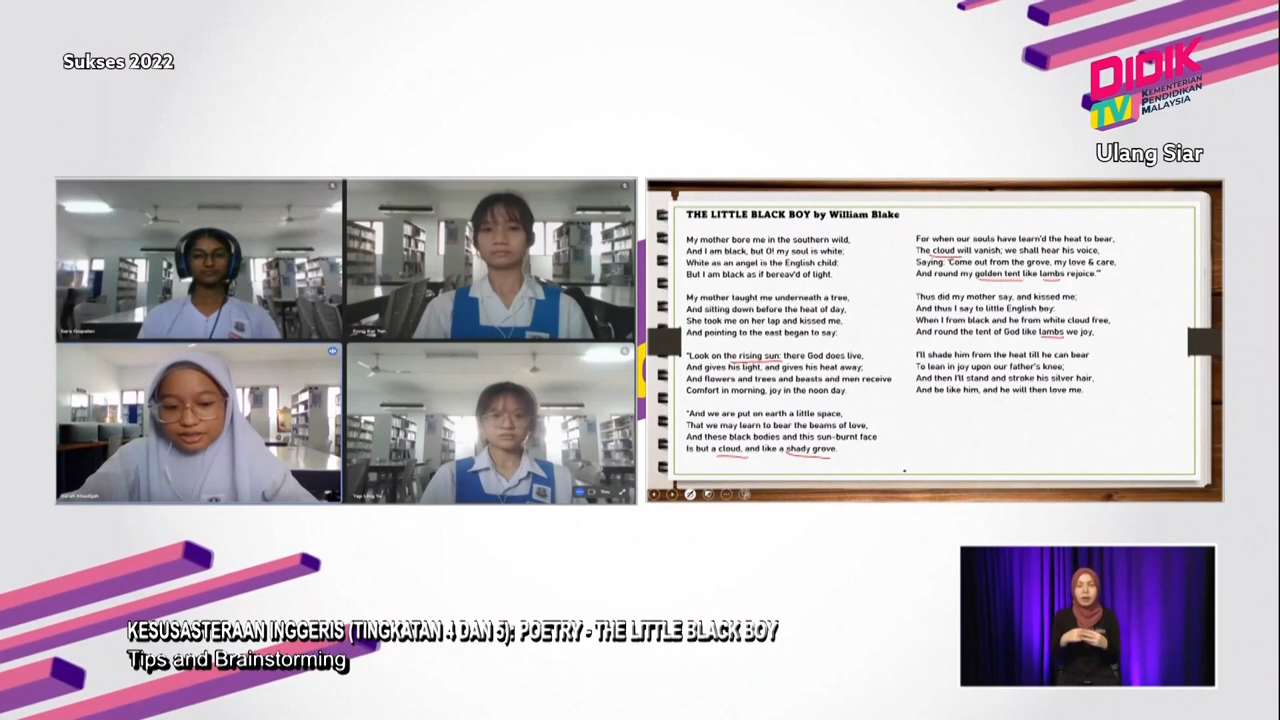 Sukses 2022
DIDIK
TV
KEMENTERIAN
PENDIDIKAN
MALAYSIA
Ulang Siar
Sara Gopalan
Fong Kar Yan
Sarah Khadijah
Yap Ling Yu
THE LITTLE BLACK BOY by William Blake
My mother bore me in the southern wild,
And I am black, but O! my soul is white;
White as an angel is the English child:
But I am black as if bereav'd of light.
My mother taught me underneath a tree,
And sitting down before the heat of day,
She took me on her lap and kissed me,
And pointing to the east began to say:
"Look on the rising sun: there God does live,
And gives his light, and gives his heat away;
And flowers and trees and beasts and men receive
Comfort in morning, joy in the noon day.
"And we are put on earth a little space,
That we may learn to bear the beams of love,
And these black bodies and this sun-burnt face
Is but a cloud, and like a shady grove.
For when our souls have learn'd the heat to bear,
The cloud will vanish; we shall hear his voice,
Saying: 'Come out from the grove, my love & care,
And round my golden tent like lambs rejoice.'"
Thus did my mother say, and kissed me;
And thus I say to little English boy:
When I from black and he from white cloud free,
And round the tent of God like lambs we joy,
I'll shade him from the heat till he can bear
To lean in joy upon our father's knee;
And then I'll stand and stroke his silver hair,
And be like him, and he will then love me.
KESUSASTERAAN INGGERIS (TINGKATAN 4 DAN 5): POETRY - THE LITTLE BLACK BOY
Tips and Brainstorming